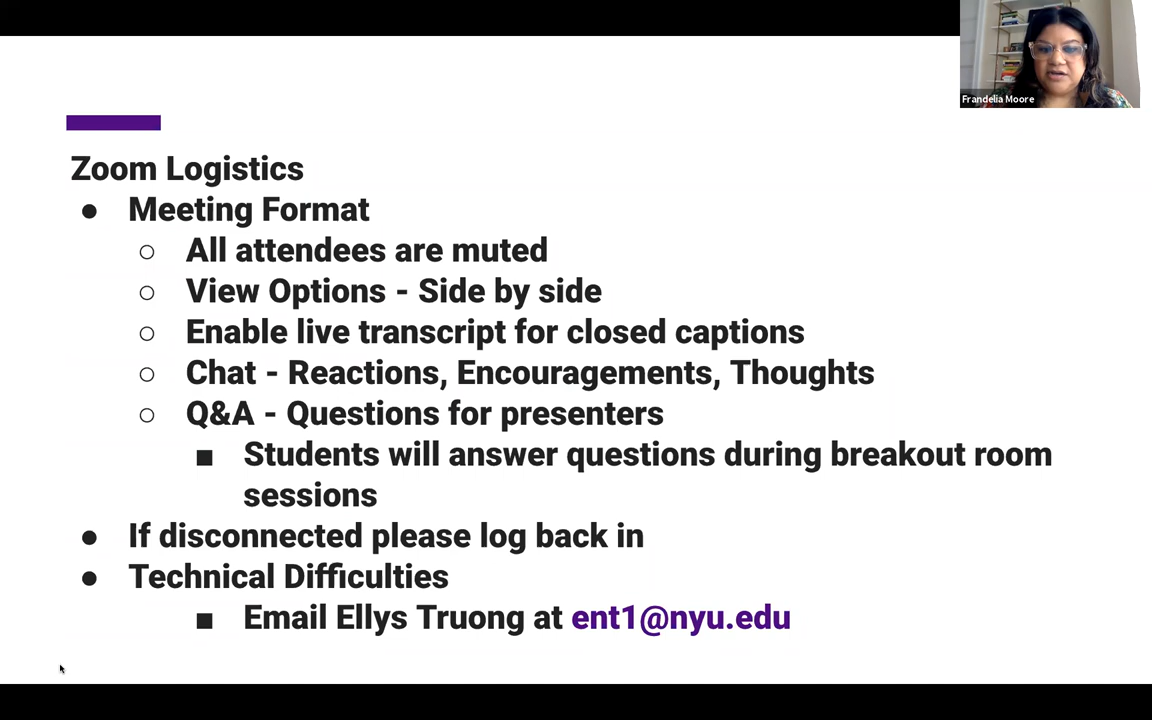 Frandelia Moore
Zoom Logistics
● Meeting Format
○ All attendees are muted
○ View Options - Side by side
○ Enable live transcript for closed captions
○ Chat - Reactions, Encouragements, Thoughts
○ Q&A - Questions for presenters
■ Students will answer questions during breakout room
sessions
● If disconnected please log back in
● Technical Difficulties
■ Email Ellys Truong at ent1@nyu.edu